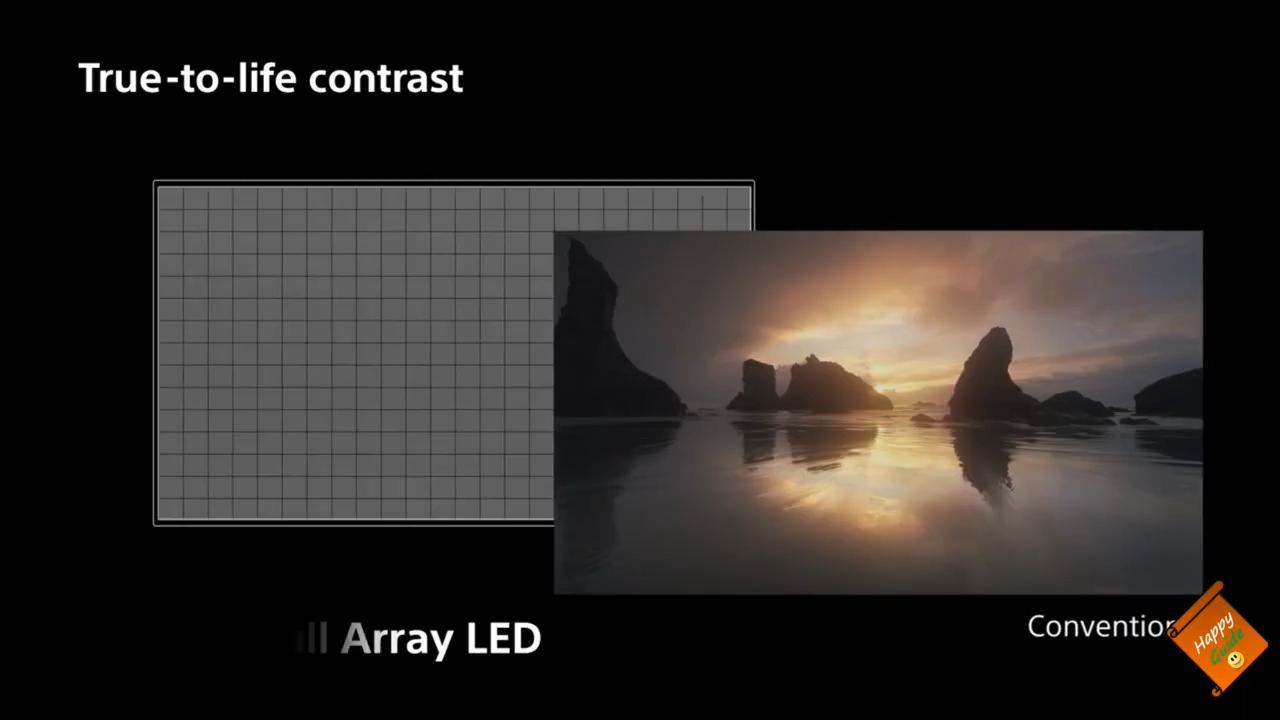 True-to-life contrast
Array LED
Convention
Happy
Guide